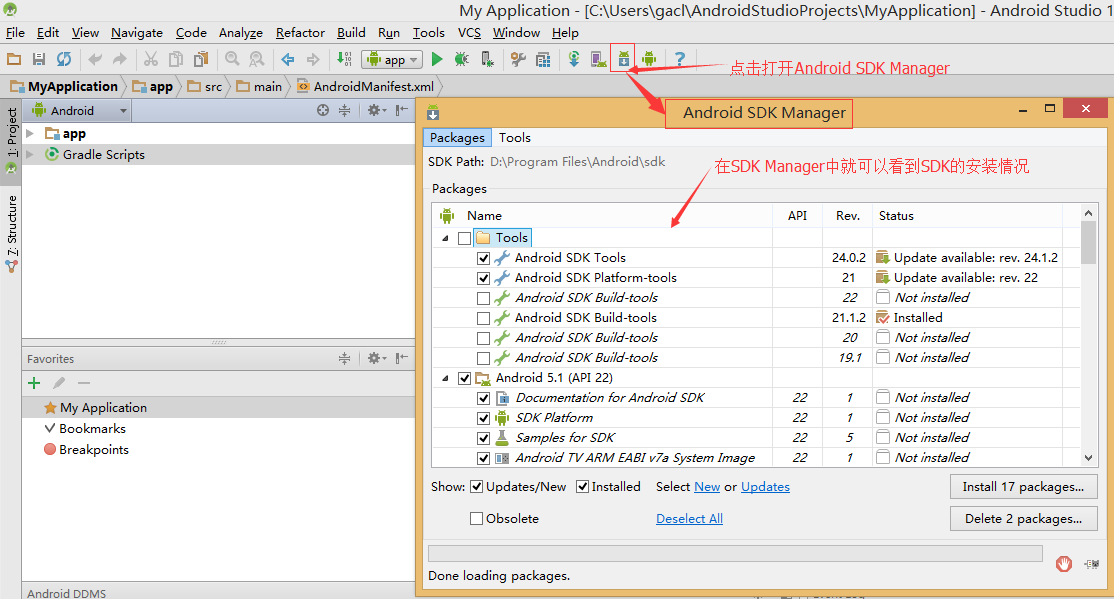 My Application - [C:\Users\gacl\AndroidStudioProjects\MyApplication] - Android Studio 1
File Edit View Navigate Code Analyze Refactor Build Run Tools VCS Window Help
app
点击打开Android SDK Manager
MyApplication app src main AndroidManifest.xml
Android
1: Project
Z: Structure
app
Gradle Scripts
Favorites
My Application
Bookmarks
Breakpoints
Android DDMS
Android SDK Manager
Packages Tools
SDK Path: D:\Program Files\Android\sdk
在SDK Manager中就可以看到SDK的安装情况
Packages
Name API Rev. Status
Tools
Android SDK Tools 24.0.2 Update available: rev. 24.1.2
Android SDK Platform-tools 21 Update available: rev. 22
Android SDK Build-tools 22 Not installed
Android SDK Build-tools 21.1.2 Installed
Android SDK Build-tools 20 Not installed
Android SDK Build-tools 19.1 Not installed
Android 5.1 (API 22)
Documentation for Android SDK 22 1 Not installed
SDK Platform 22 1 Not installed
Samples for SDK 22 5 Not installed
Android TV ARM EABI v7a System Image 22 1 Not installed
Show: Updates/New Installed Select New or Updates Install 17 packages...
Obsolete Deselect All Delete 2 packages...
Done loading packages.